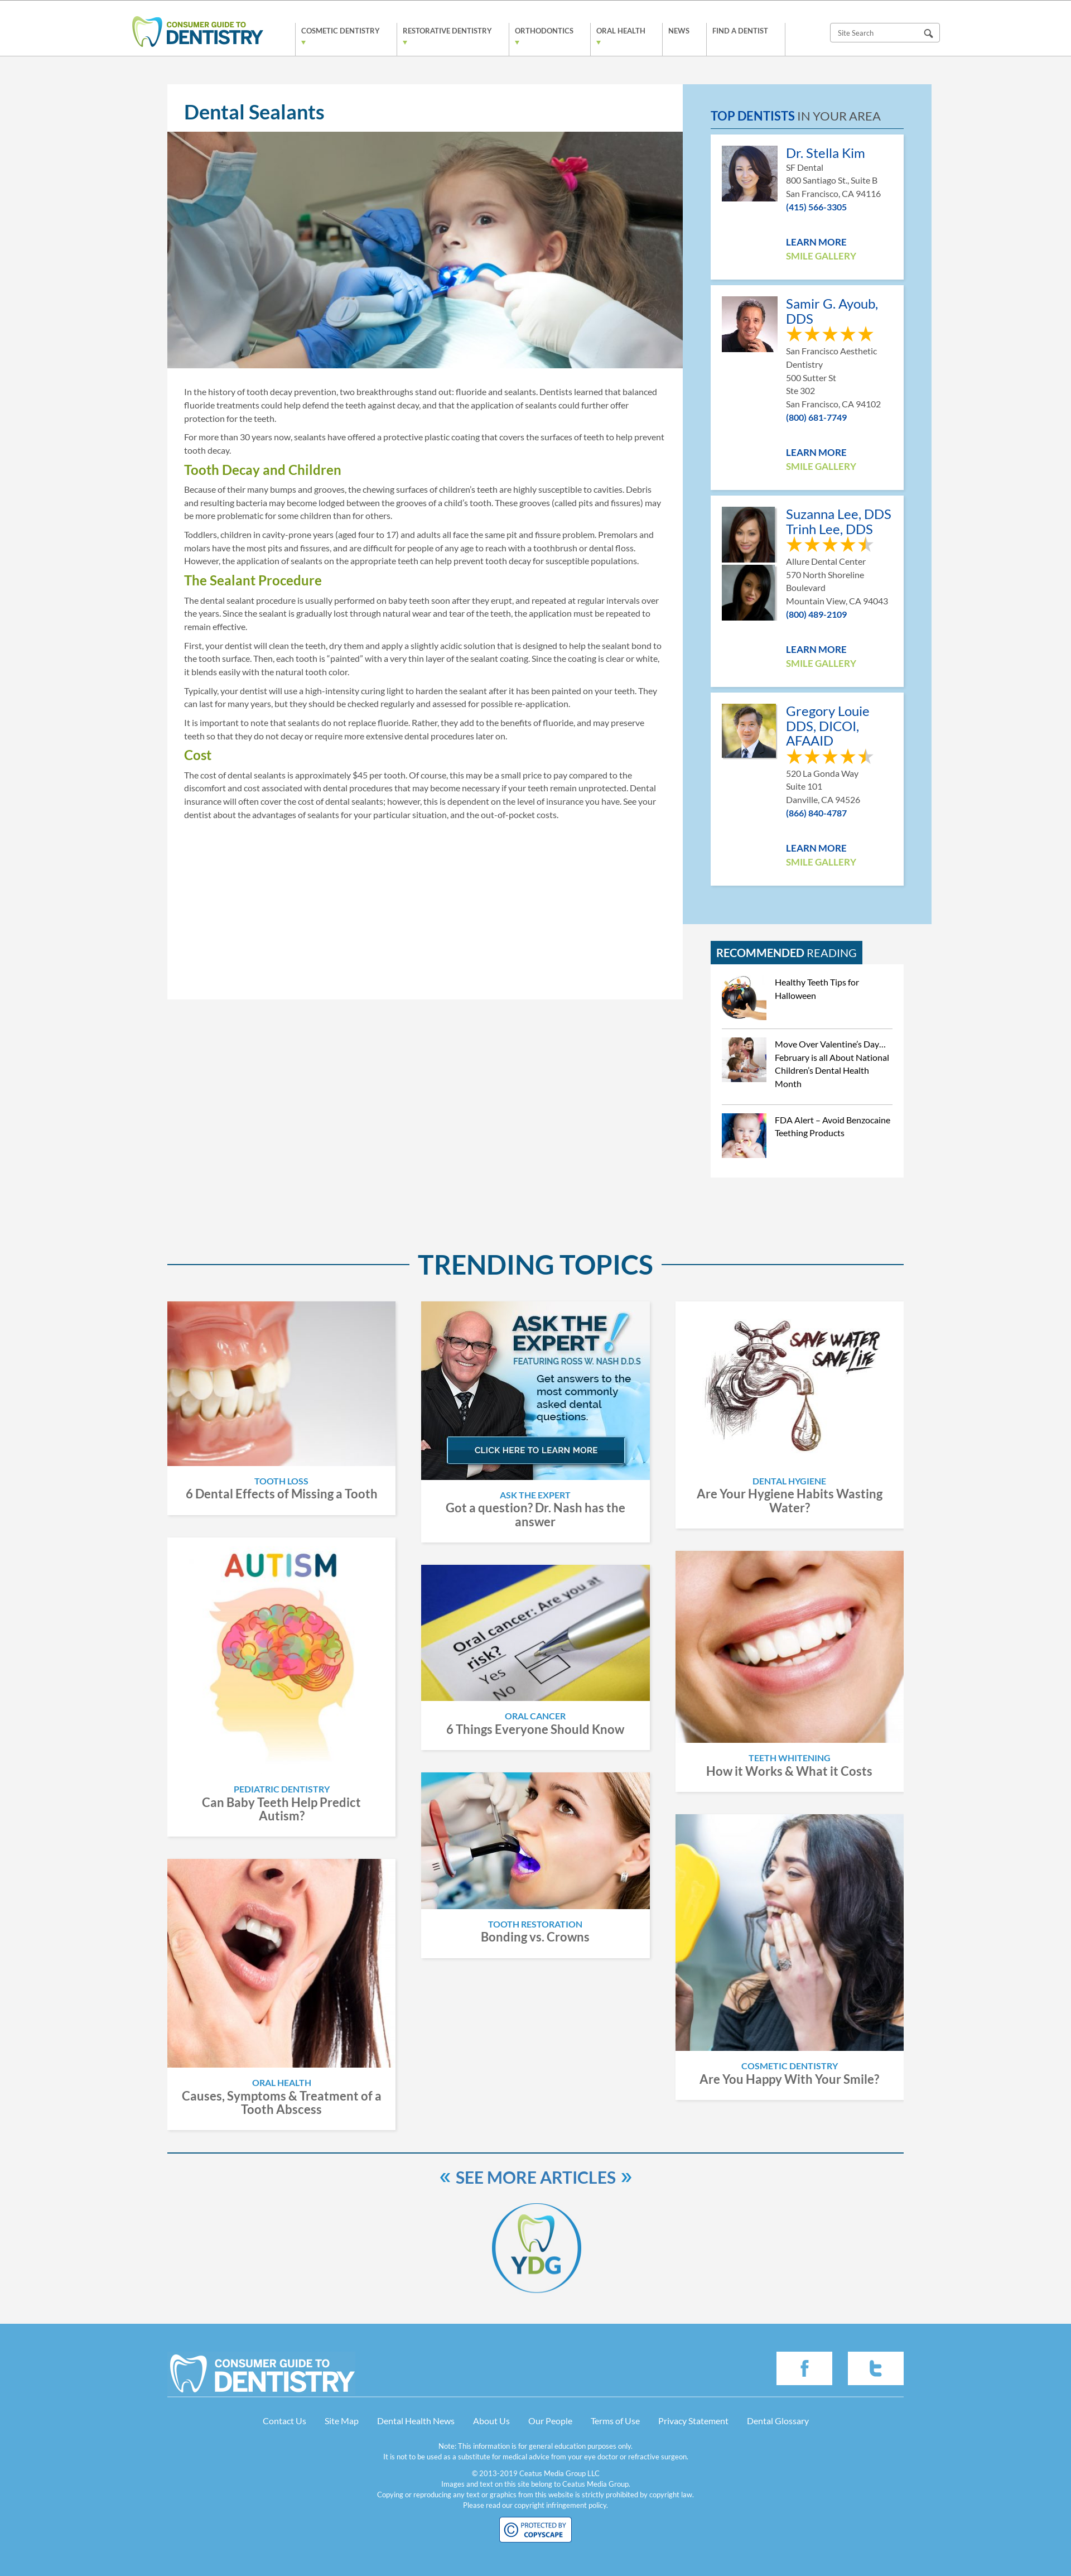 CONSUMER GUIDE TO
DENTISTRY
COSMETIC DENTISTRY
RESTORATIVE DENTISTRY
ORTHODONTICS
ORAL HEALTH
NEWS
FIND A DENTIST
Site Search
Dental Sealants
In the history of tooth decay prevention, two breakthroughs stand out: fluoride and sealants. Dentists learned that balanced
fluoride treatments could help defend the teeth against decay, and that the application of sealants could further offer
protection for the teeth.
For more than 30 years now, sealants have offered a protective plastic coating that covers the surfaces of teeth to help prevent
tooth decay.
Tooth Decay and Children
Because of their many bumps and grooves, the chewing surfaces of children’s teeth are highly susceptible to cavities. Debris
and resulting bacteria may become lodged between the grooves of a child’s tooth. These grooves (called pits and fissures) may
be more problematic for some children than for others.
Toddlers, children in cavity-prone years (aged four to 17) and adults all face the same pit and fissure problem. Premolars and
molars have the most pits and fissures, and are difficult for people of any age to reach with a toothbrush or dental floss.
However, the application of sealants on the appropriate teeth can help prevent tooth decay for susceptible populations.
The Sealant Procedure
The dental sealant procedure is usually performed on baby teeth soon after they erupt, and repeated at regular intervals over
the years. Since the sealant is gradually lost through natural wear and tear of the teeth, the application must be repeated to
remain effective.
First, your dentist will clean the teeth, dry them and apply a slightly acidic solution that is designed to help the sealant bond to
the tooth surface. Then, each tooth is “painted” with a very thin layer of the sealant coating. Since the coating is clear or white,
it blends easily with the natural tooth color.
Typically, your dentist will use a high-intensity curing light to harden the sealant after it has been painted on your teeth. They
can last for many years, but they should be checked regularly and assessed for possible re-application.
It is important to note that sealants do not replace fluoride. Rather, they add to the benefits of fluoride, and may preserve
teeth so that they do not decay or require more extensive dental procedures later on.
Cost
The cost of dental sealants is approximately $45 per tooth. Of course, this may be a small price to pay compared to the
discomfort and cost associated with dental procedures that may become necessary if your teeth remain unprotected. Dental
insurance will often cover the cost of dental sealants; however, this is dependent on the level of insurance you have. See your
dentist about the advantages of sealants for your particular situation, and the out-of-pocket costs.
TOP DENTISTS IN YOUR AREA
Dr. Stella Kim
SF Dental
800 Santiago St., Suite B
San Francisco, CA 94116
(415) 566-3305
LEARN MORE
SMILE GALLERY
Samir G. Ayoub,
DDS
San Francisco Aesthetic
Dentistry
500 Sutter St
Ste 302
San Francisco, CA 94102
(800) 681-7749
LEARN MORE
SMILE GALLERY
Suzanna Lee, DDS
Trinh Lee, DDS
Allure Dental Center
570 North Shoreline
Boulevard
Mountain View, CA 94043
(800) 489-2109
LEARN MORE
SMILE GALLERY
Gregory Louie
DDS, DICOI,
AFAAID
520 La Gonda Way
Suite 101
Danville, CA 94526
(866) 840-4787
LEARN MORE
SMILE GALLERY
RECOMMENDED READING
Healthy Teeth Tips for
Halloween
Move Over Valentine’s Day…
February is all About National
Children’s Dental Health
Month
FDA Alert – Avoid Benzocaine
Teething Products
TRENDING TOPICS
TOOTH LOSS
6 Dental Effects of Missing a Tooth
AUTISM
PEDIATRIC DENTISTRY
Can Baby Teeth Help Predict
Autism?
ORAL HEALTH
Causes, Symptoms & Treatment of a
Tooth Abscess
ASK THE
EXPERT!
FEATURING ROSS W. NASH D.D.S
Get answers to the
most commonly
asked dental
questions.
CLICK HERE TO LEARN MORE
ASK THE EXPERT
Got a question? Dr. Nash has the
answer
Oral cancer: Are you at
risk?
Yes
No
ORAL CANCER
6 Things Everyone Should Know
TOOTH RESTORATION
Bonding vs. Crowns
SAVE WATER
SAVE LIFE
DENTAL HYGIENE
Are Your Hygiene Habits Wasting
Water?
TEETH WHITENING
How it Works & What it Costs
COSMETIC DENTISTRY
Are You Happy With Your Smile?
« SEE MORE ARTICLES »
YDG
CONSUMER GUIDE TO
DENTISTRY
f
t
Contact Us
Site Map
Dental Health News
About Us
Our People
Terms of Use
Privacy Statement
Dental Glossary
Note: This information is for general education purposes only.
It is not to be used as a substitute for medical advice from your eye doctor or refractive surgeon.
© 2013-2019 Ceatus Media Group LLC
Images and text on this site belong to Ceatus Media Group.
Copying or reproducing any text or graphics from this website is strictly prohibited by copyright law.
Please read our copyright infringement policy.
© PROTECTED BY
COPYSCAPE